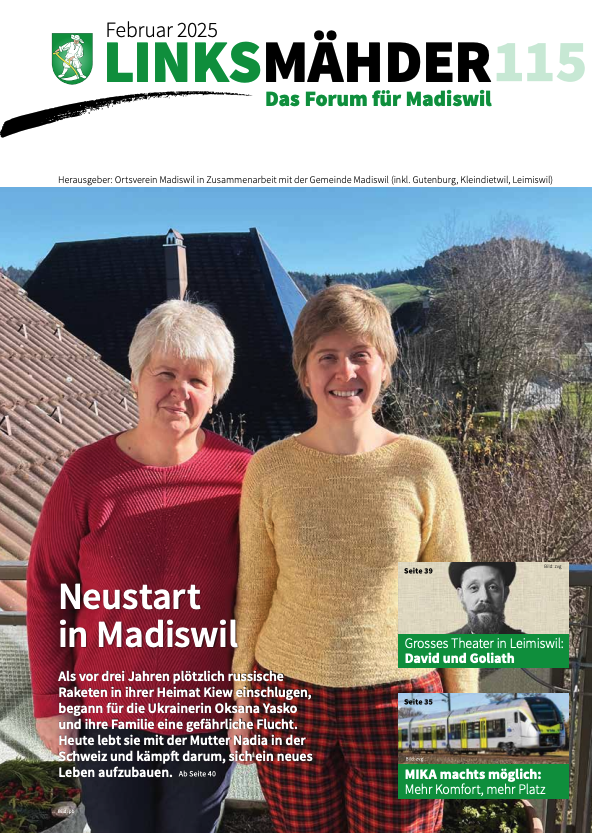 Februar 2025
LINKSMÄHDER115
Das Forum für Madiswil
Herausgeber: Ortsverein Madiswil in Zusammenarbeit mit der Gemeinde Madiswil (inkl. Gutenburg, Kleindietwil, Leimiswil)
Neustart
in Madiswil
Als vor drei Jahren plötzlich russische
Raketen in ihrer Heimat Kiew einschlugen,
begann für die Ukrainerin Oksana Yasko
und ihre Familie eine gefährliche Flucht.
Heute lebt sie mit der Mutter Nadia in der
Schweiz und kämpft darum, sich ein neues
Leben aufzubauen. Ab Seite 40
Seite 39
Bild: zvg
Grosses Theater in Leimiswil:
David und Goliath
Seite 35
Bild: zvg
MIKA machts möglich:
Mehr Komfort, mehr Platz